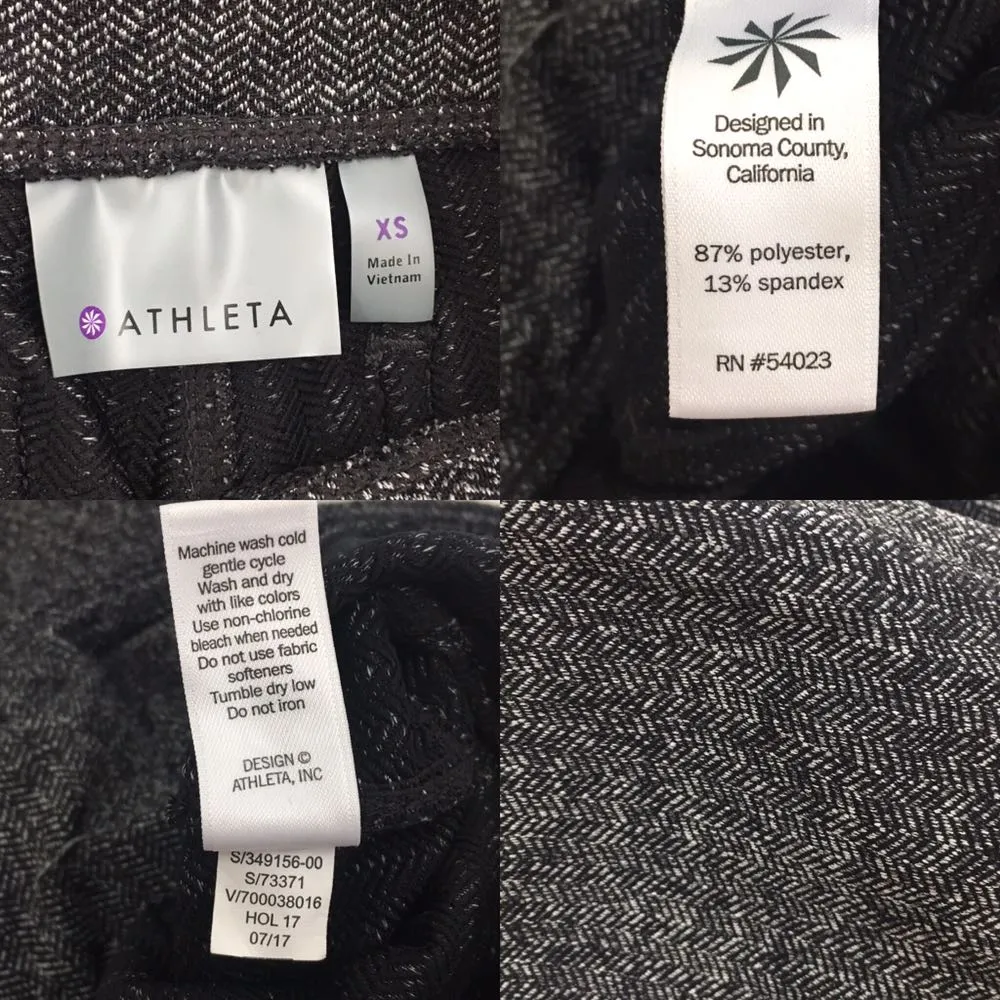 ATHLETA
XS
Made In
Vietnam
Designed in
Sonoma County,
California
87% polyester,
13% spandex
RN #54023
Machine wash cold
gentle cycle
Wash and dry
with like colors
Use non-chlorine
bleach when needed
Do not use fabric
softeners
Tumble dry low
Do not iron
DESIGN ©
ATHLETA, INC
S/349156-00
S/73371
V/700038016
HOL 17
07/17